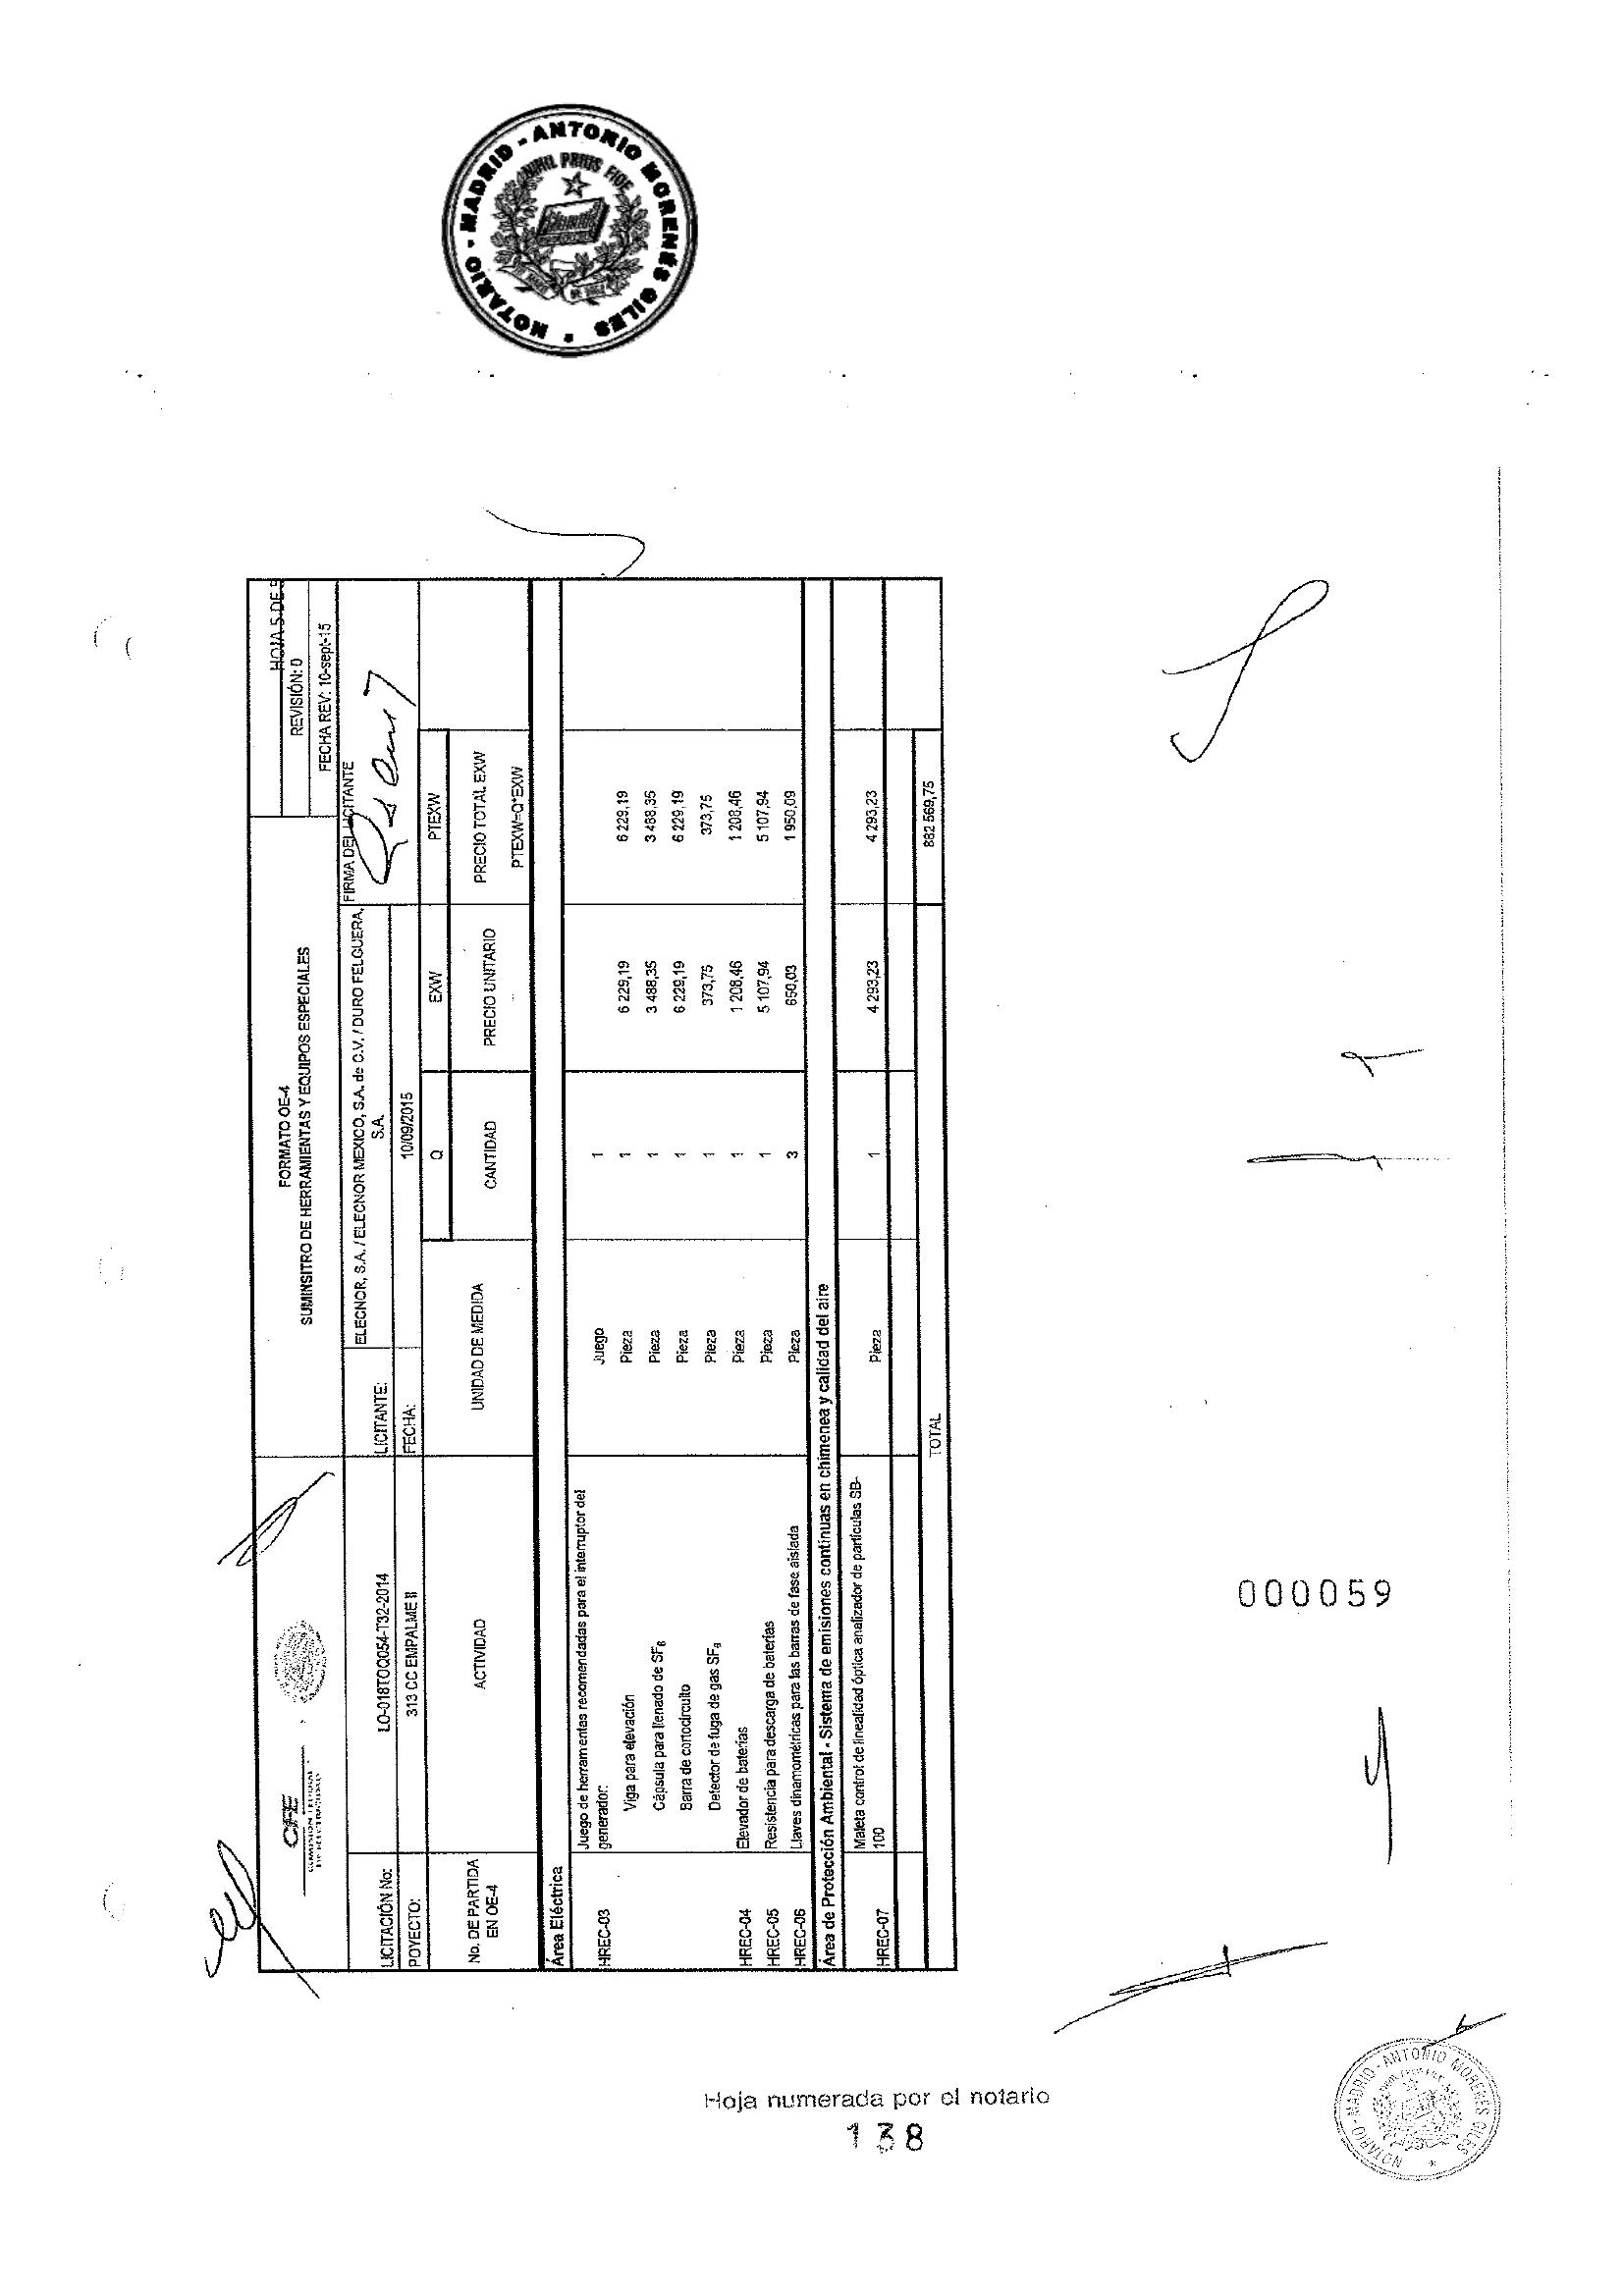 NOTARIO - MADRID - ANTONIO MORENÉS GILES *
NIHIL PRIUS FIDE
HOJA 5 DE 5
FORMATO OE-4
SUMINSITRO DE HERRAMIENTAS Y EQUIPOS ESPECIALES
REVISIÓN: 0
FECHA REV: 10-sept-15
CFE
COMISIÓN FEDERAL
DE ELECTRICIDAD
LICITACIÓN No: LO-018TOQ054-T32-2014
LICITANTE: ELECNOR, S.A. / ELECNOR MEXICO, S.A. de C.V. / DURO FELGUERA,
S.A.
FIRMA DEL LICITANTE
POYECTO: 313 CC EMPALME II
FECHA: 10/09/2015
Q EXW PTEXW
No. DE PARTIDA
EN OE-4
ACTIVIDAD UNIDAD DE MEDIDA CANTIDAD PRECIO UNITARIO PRECIO TOTAL EXW
PTEXW=Q*EXW
Área Eléctrica
Juego de herramentas recomendadas para el interruptor del
HREC-03 generador: Juego 1
Viga para elevación Pieza 1 6 229,19 6 229,19
Cápsula para llenado de SF6 Pieza 1 3 488,35 3 488,35
Barra de cortocircuito Pieza 1 6 229,19 6 229,19
Detector de fuga de gas SF6 Pieza 1 373,75 373,75
HREC-04 Elevador de baterías Pieza 1 1 208,46 1 208,46
HREC-05 Resistencia para descarga de baterías Pieza 1 5 107,94 5 107,94
HREC-06 Llaves dinamométricas para las barras de fase aislada Pieza 3 650,03 1 950,09
Área de Protección Ambiental - Sistema de emisiones contínuas en chimenea y calidad del aire
Maleta control de linealidad óptica analizador de partículas SB-
HREC-07 100 Pieza 1 4 293,23 4 293,23
TOTAL 882 569,75
000059
Hoja numerada por el notario
138
NOTARIO - MADRID - ANTONIO MORENES GILES *